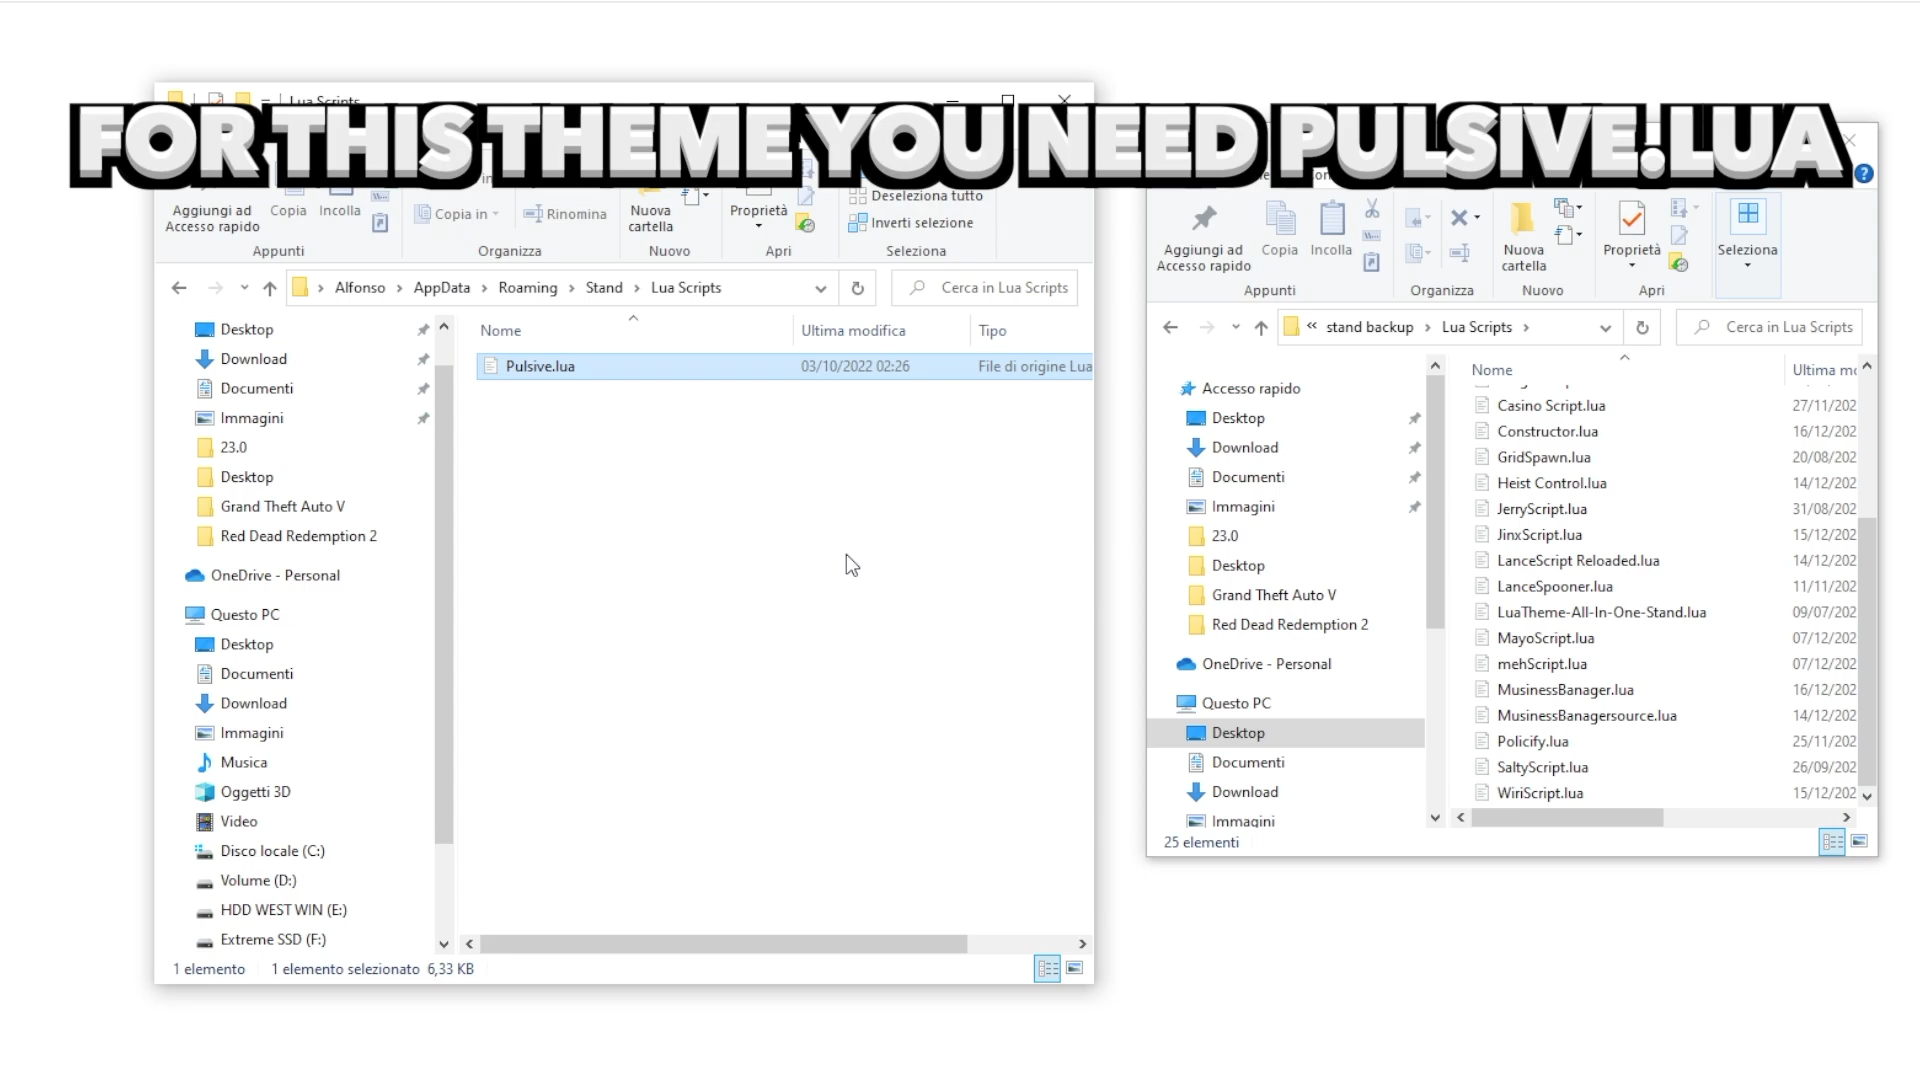 Lua Scripts
FOR THIS THEME YOU NEED PULSIVE.LUA
Aggiungi ad
Accesso rapido
Copia
Incolla
Copia in
Rinomina
Nuova
cartella
Proprietà
Deseleziona tutto
Inverti selezione
Appunti
Organizza
Nuovo
Apri
Seleziona
Alfonso > AppData > Roaming > Stand > Lua Scripts
Cerca in Lua Scripts
Desktop
Download
Documenti
Immagini
23.0
Desktop
Grand Theft Auto V
Red Dead Redemption 2
OneDrive - Personal
Questo PC
Desktop
Documenti
Download
Immagini
Musica
Oggetti 3D
Video
Disco locale (C:)
Volume (D:)
HDD WEST WIN (E:)
Extreme SSD (F:)
Nome Ultima modifica Tipo
Pulsive.lua 03/10/2022 02:26 File di origine Lua
1 elemento 1 elemento selezionato 6,33 KB
Aggiungi ad
Accesso rapido
Copia
Incolla
Nuova
cartella
Proprietà
Seleziona
Appunti
Organizza
Nuovo
Apri
« stand backup > Lua Scripts >
Cerca in Lua Scripts
Accesso rapido
Desktop
Download
Documenti
Immagini
23.0
Desktop
Grand Theft Auto V
Red Dead Redemption 2
OneDrive - Personal
Questo PC
Desktop
Documenti
Download
Immagini
Nome Ultima mo
Casino Script.lua 27/11/202
Constructor.lua 16/12/202
GridSpawn.lua 20/08/202
Heist Control.lua 14/12/202
JerryScript.lua 31/08/202
JinxScript.lua 15/12/202
LanceScript Reloaded.lua 14/12/202
LanceSpooner.lua 11/11/202
LuaTheme-All-In-One-Stand.lua 09/07/202
MayoScript.lua 07/12/202
mehScript.lua 07/12/202
MusinessBanager.lua 16/12/202
MusinessBanagersource.lua 14/12/202
Policify.lua 25/11/202
SaltyScript.lua 26/09/202
WiriScript.lua 15/12/202
25 elementi